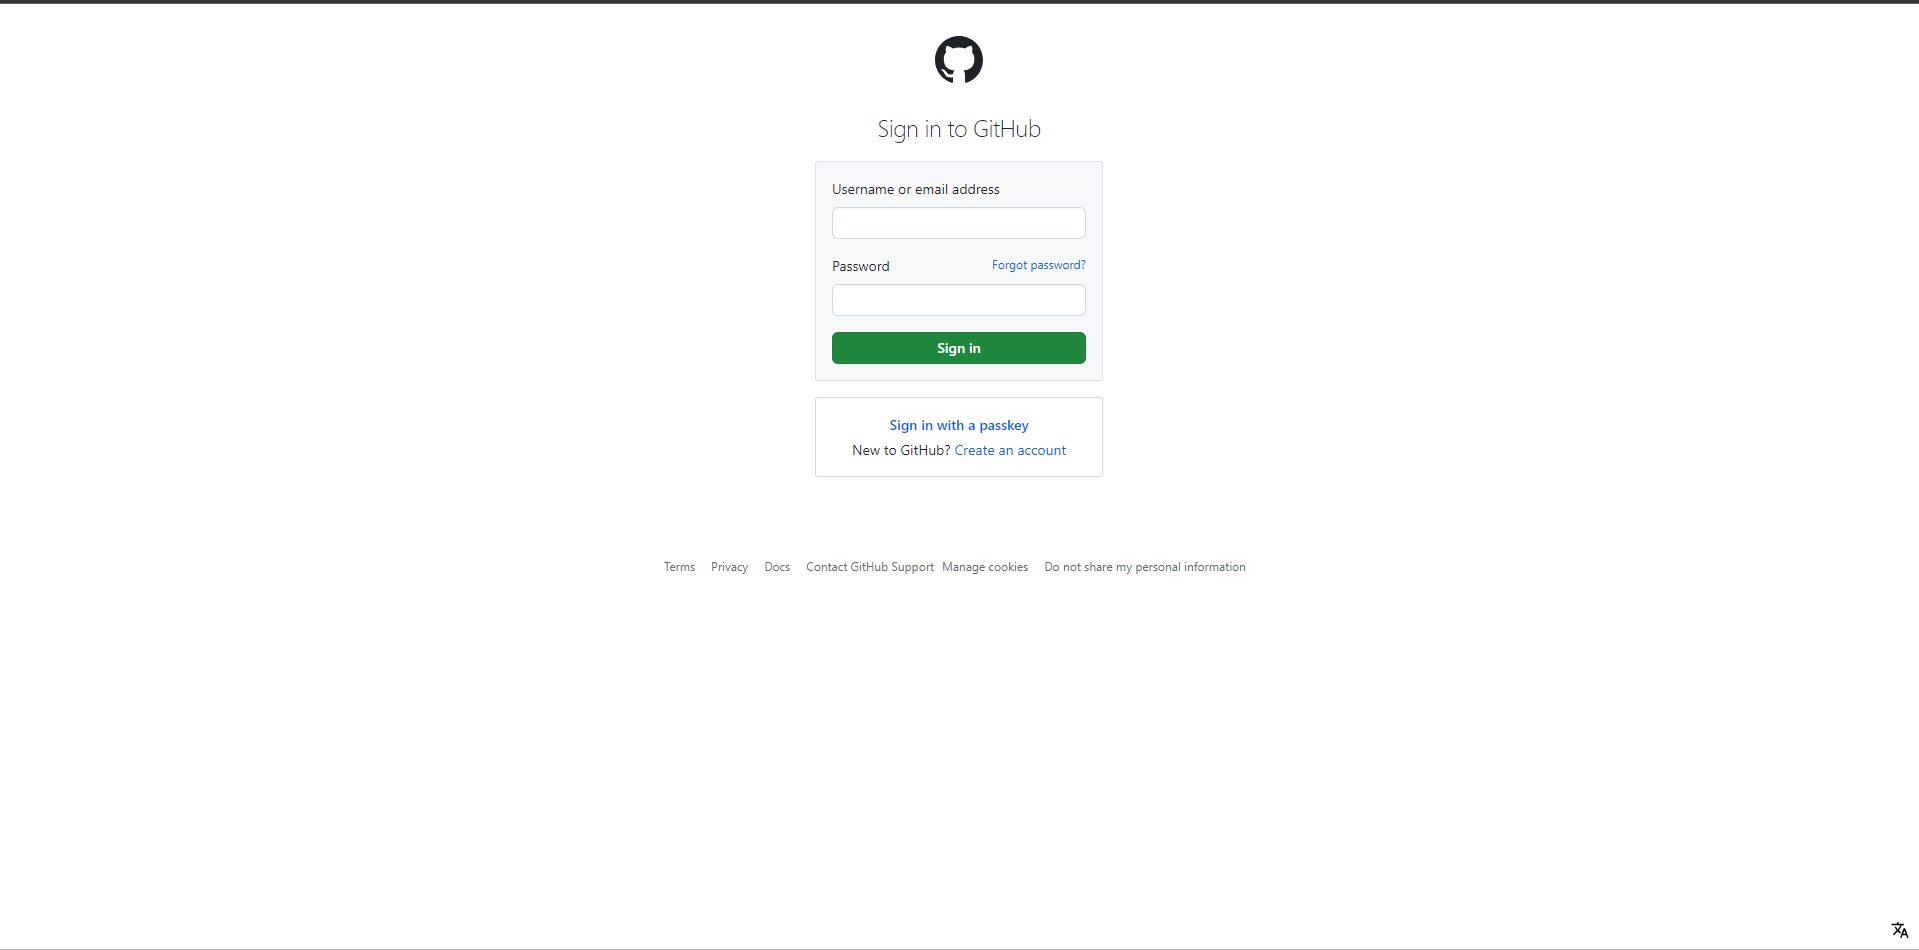 Sign in to GitHub
Username or email address
Password Forgot password?
Sign in
Sign in with a passkey
New to GitHub? Create an account
Terms Privacy Docs Contact GitHub Support Manage cookies Do not share my personal information